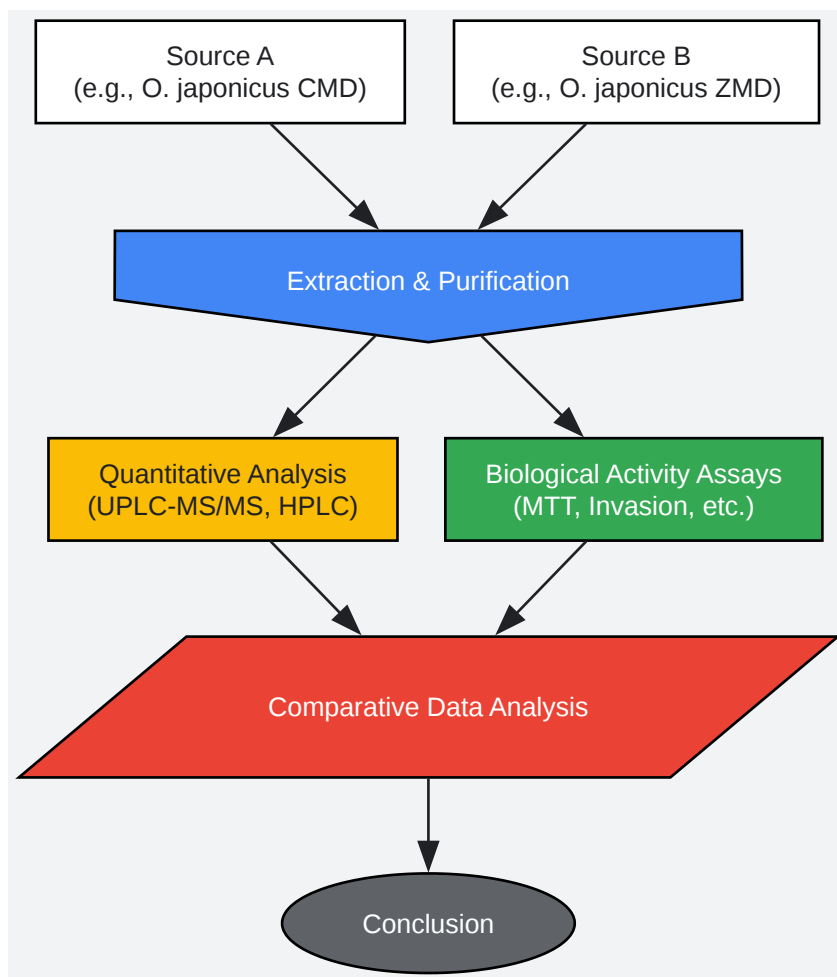 Source A
(e.g., O. japonicus CMD)
Source B
(e.g., O. japonicus ZMD)
Extraction & Purification
Quantitative Analysis
(UPLC-MS/MS, HPLC)
Biological Activity Assays
(MTT, Invasion, etc.)
Comparative Data Analysis
Conclusion